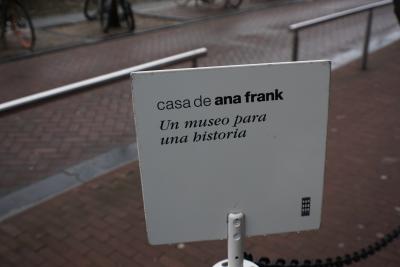 casa de ana frank
Un museo para
una historia